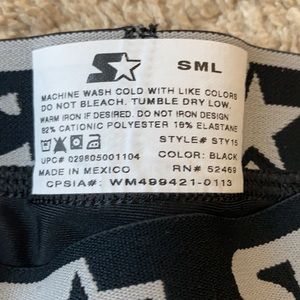 SML
MACHINE WASH COLD WITH LIKE COLORS
DO NOT BLEACH. TUMBLE DRY LOW.
WARM IRON IF DESIRED. DO NOT IRON DESIGN
82% CATIONIC POLYESTER 18% ELASTANE
STYLE# STY15
UPC# 029805001104 COLOR: BLACK
MADE IN MEXICO RN# 52469
CPSIA#: WM499421-0113